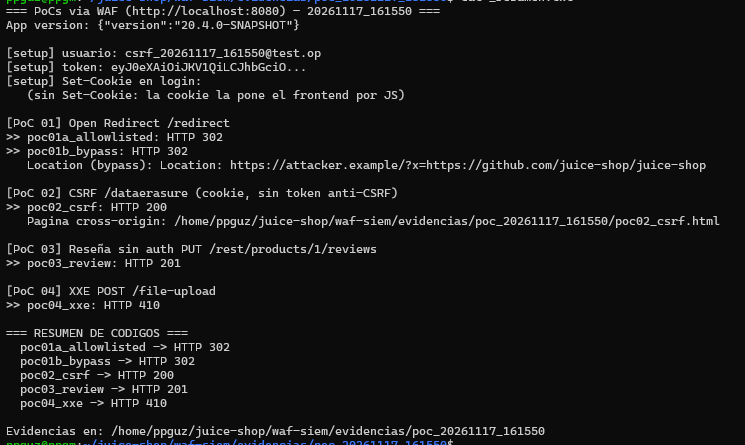 === PoCs via WAF (http://localhost:8080) — 20261117_161550 ===
App version: {"version":"20.4.0-SNAPSHOT"}
[setup] usuario: csrf_20261117_161550@test.op
[setup] token: eyJ0eXAiOiJKV1QiLCJhbGciO...
[setup] Set-Cookie en login:
(sin Set-Cookie: la cookie la pone el frontend por JS)
[PoC 01] Open Redirect /redirect
>> poc01a_allowlisted: HTTP 302
>> poc01b_bypass: HTTP 302
Location (bypass): Location: https://attacker.example/?x=https://github.com/juice-shop/juice-shop
[PoC 02] CSRF /dataerasure (cookie, sin token anti-CSRF)
>> poc02_csrf: HTTP 200
Pagina cross-origin: /home/ppguz/juice-shop/waf-siem/evidencias/poc_20261117_161550/poc02_csrf.html
[PoC 03] Reseña sin auth PUT /rest/products/1/reviews
>> poc03_review: HTTP 201
[PoC 04] XXE POST /file-upload
>> poc04_xxe: HTTP 410
=== RESUMEN DE CODIGOS ===
poc01a_allowlisted -> HTTP 302
poc01b_bypass -> HTTP 302
poc02_csrf -> HTTP 200
poc03_review -> HTTP 201
poc04_xxe -> HTTP 410
Evidencias en: /home/ppguz/juice-shop/waf-siem/evidencias/poc_20261117_161550